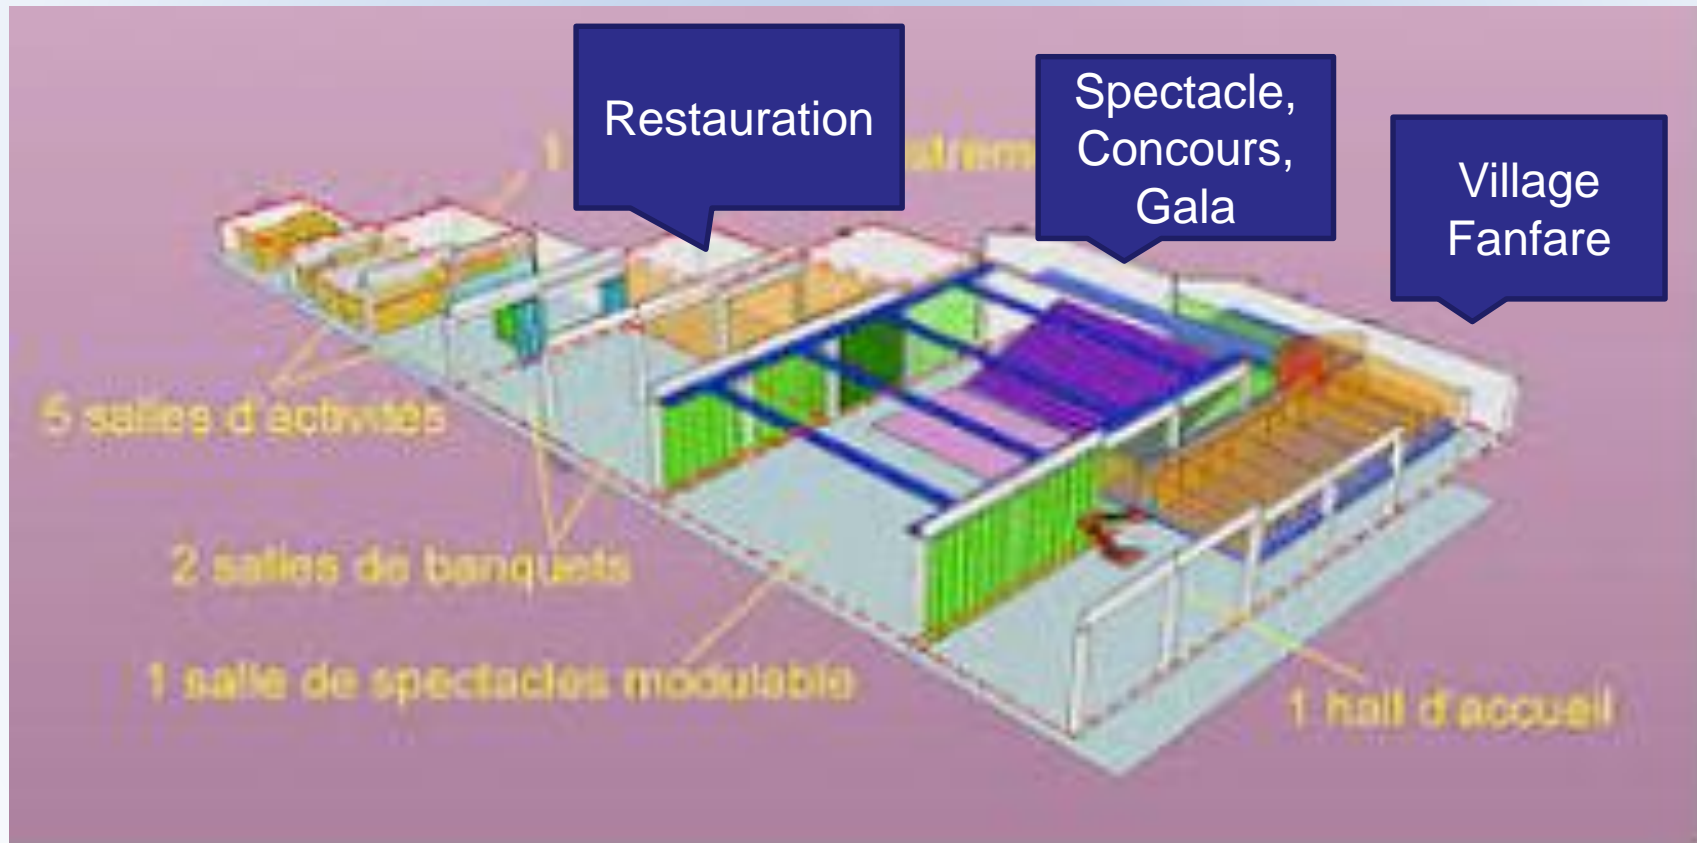 Restauration
Spectacle,
Concours,
Gala
Village
Fanfare
1
5 salles d'activités
2 salles de banquets
1 salle de spectacles modulable
1 hall d'accueil